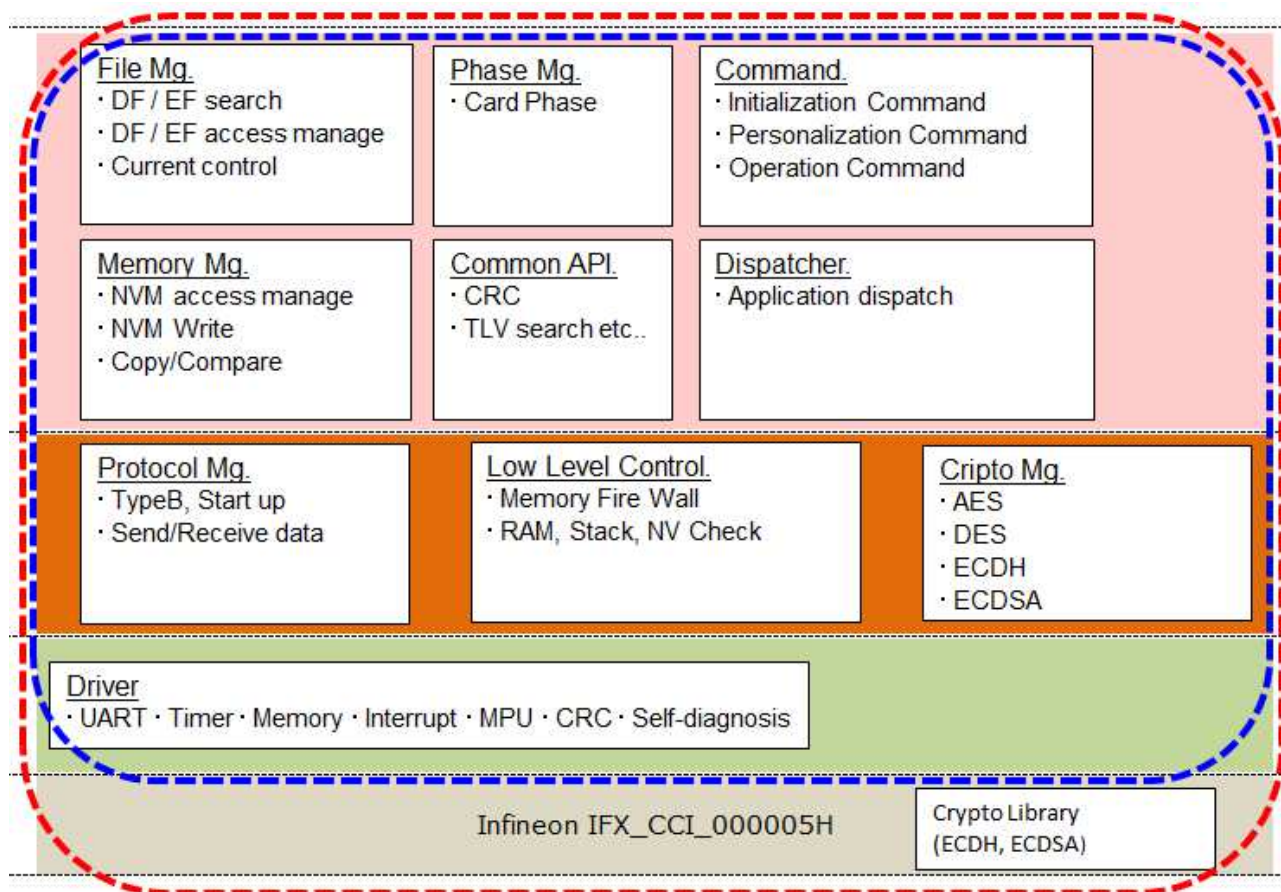 File Mg.
・DF / EF search
・DF / EF access manage
・Current control
Phase Mg.
・Card Phase
Command.
・Initialization Command
・Personalization Command
・Operation Command
Memory Mg.
・NVM access manage
・NVM Write
・Copy/Compare
Common API.
・CRC
・TLV search etc..
Dispatcher.
・Application dispatch
Protocol Mg.
・TypeB, Start up
・Send/Receive data
Low Level Control.
・Memory Fire Wall
・RAM, Stack, NV Check
Cripto Mg.
・AES
・DES
・ECDH
・ECDSA
Driver
・UART・Timer・Memory・Interrupt・MPU・CRC・Self-diagnosis
Infineon IFX_CCI_000005H
Crypto Library
(ECDH, ECDSA)